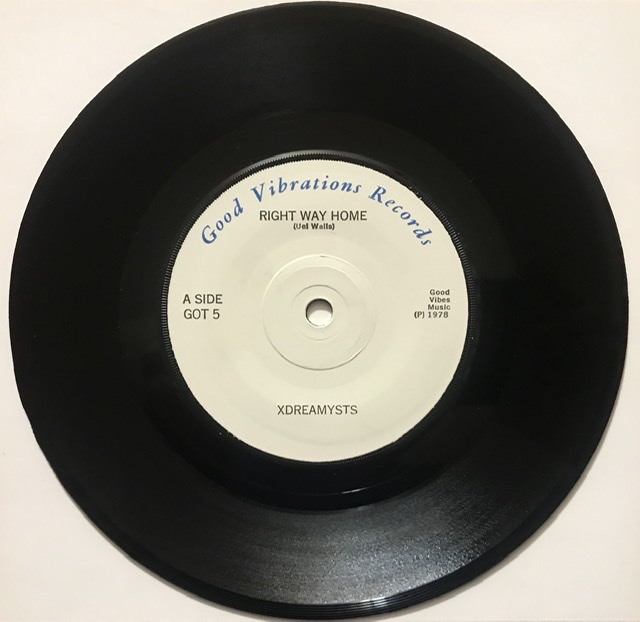 Good Vibrations Records
RIGHT WAY HOME
(Uel Walls)
A SIDE
GOT 5
Good
Vibes
Music
(P) 1978
XDREAMYSTS